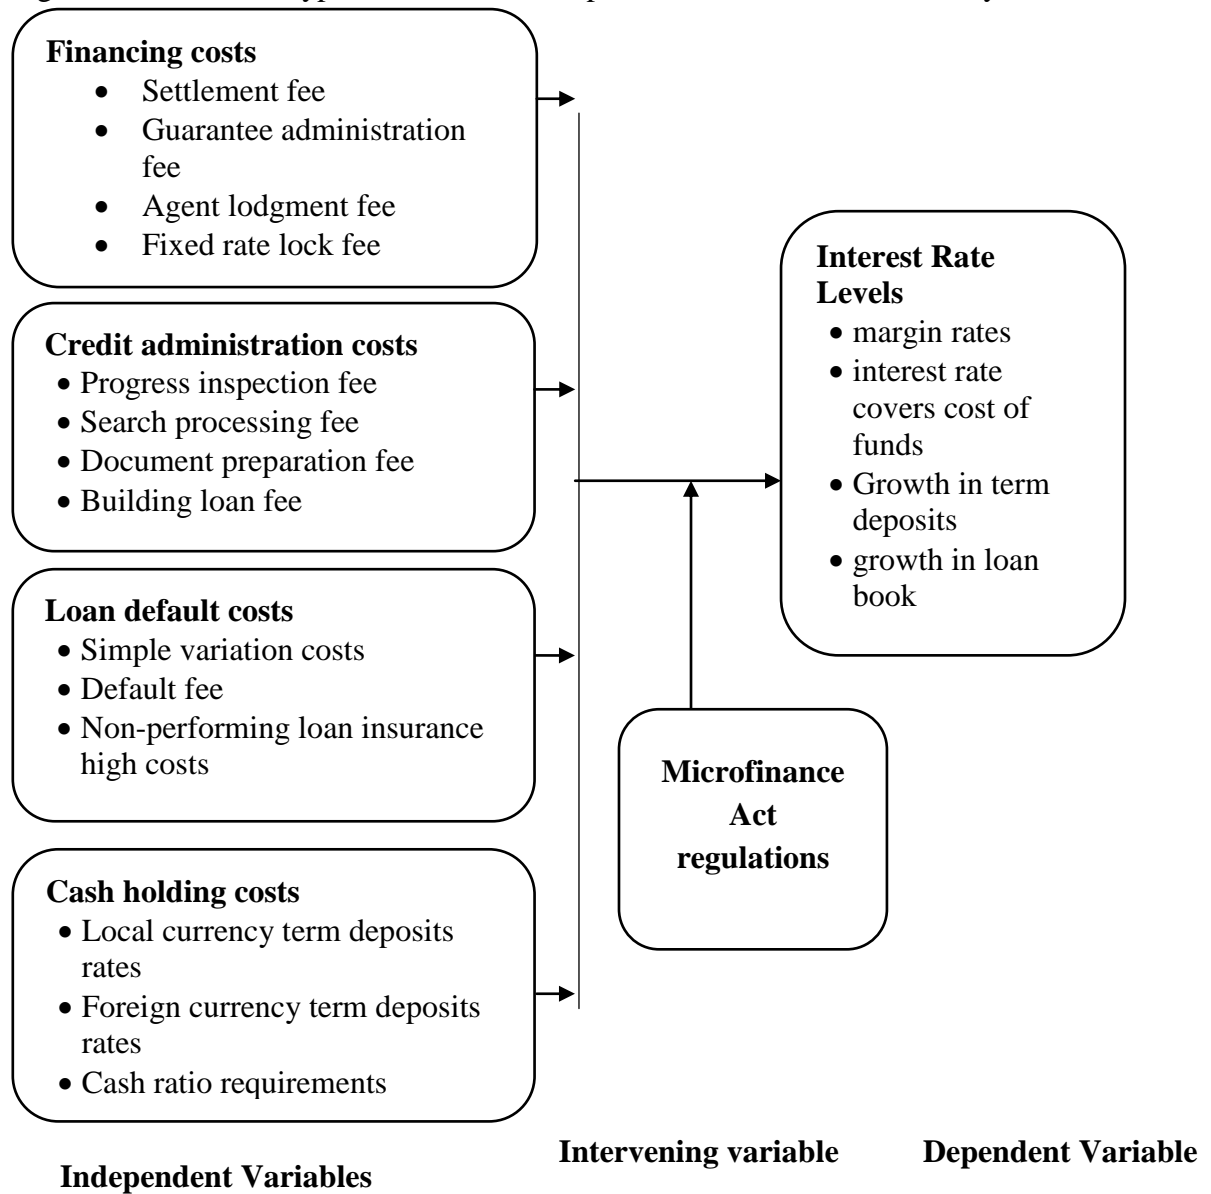 Financing costs
• Settlement fee
• Guarantee administration
fee
• Agent lodgment fee
• Fixed rate lock fee
Credit administration costs
• Progress inspection fee
• Search processing fee
• Document preparation fee
• Building loan fee
Loan default costs
• Simple variation costs
• Default fee
• Non-performing loan insurance
high costs
Cash holding costs
• Local currency term deposits
rates
• Foreign currency term deposits
rates
• Cash ratio requirements
Interest Rate
Levels
• margin rates
• interest rate
covers cost of
funds
• Growth in term
deposits
• growth in loan
book
Microfinance
Act
regulations
Independent Variables
Intervening variable
Dependent Variable